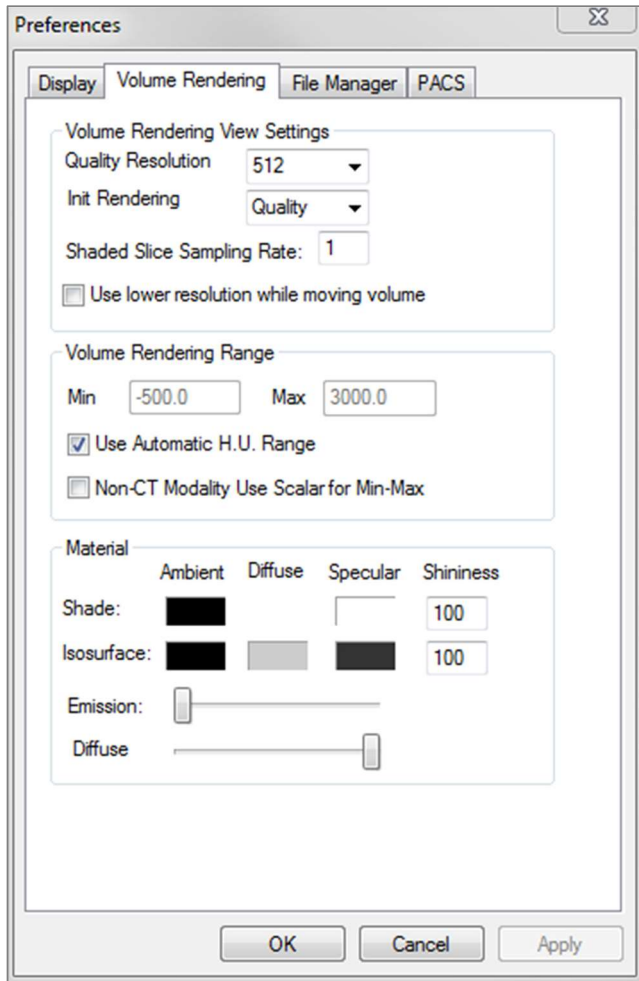 Preferences
Display Volume Rendering File Manager PACS
Volume Rendering View Settings
Quality Resolution 512
Init Rendering Quality
Shaded Slice Sampling Rate: 1
Use lower resolution while moving volume
Volume Rendering Range
Min -500.0 Max 3000.0
Use Automatic H.U. Range
Non-CT Modality Use Scalar for Min-Max
Material
Ambient Diffuse Specular Shininess
Shade: 100
Isosurface: 100
Emission:
Diffuse
OK Cancel Apply